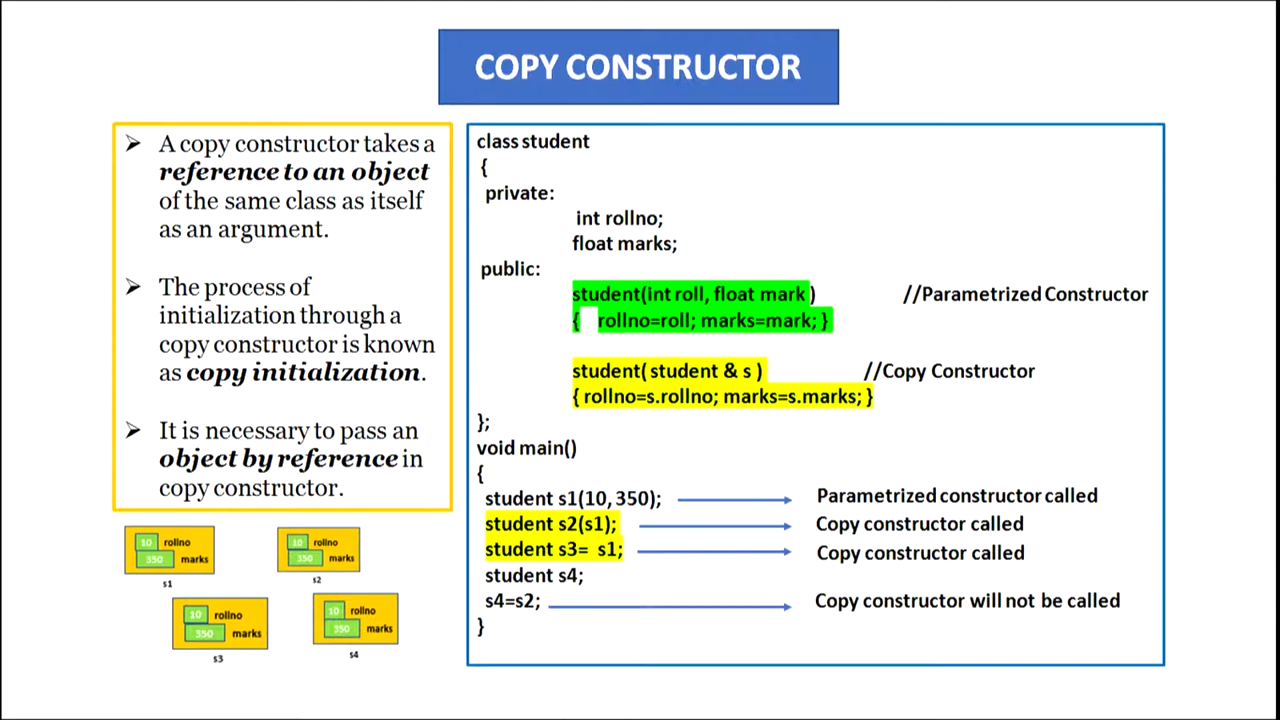 COPY CONSTRUCTOR
➢ A copy constructor takes a
reference to an object
of the same class as itself
as an argument.
➢ The process of
initialization through a
copy constructor is known
as copy initialization.
➢ It is necessary to pass an
object by reference in
copy constructor.
10 rollno
350 marks
s1
10 rollno
350 marks
s2
10 rollno
350 marks
s3
10 rollno
350 marks
s4
class student
{
private:
int rollno;
float marks;
public:
student(int roll, float mark ) //Parametrized Constructor
{ rollno=roll; marks=mark; }
student( student & s ) //Copy Constructor
{ rollno=s.rollno; marks=s.marks; }
};
void main()
{
student s1(10, 350); Parametrized constructor called
student s2(s1); Copy constructor called
student s3= s1; Copy constructor called
student s4;
s4=s2; Copy constructor will not be called
}